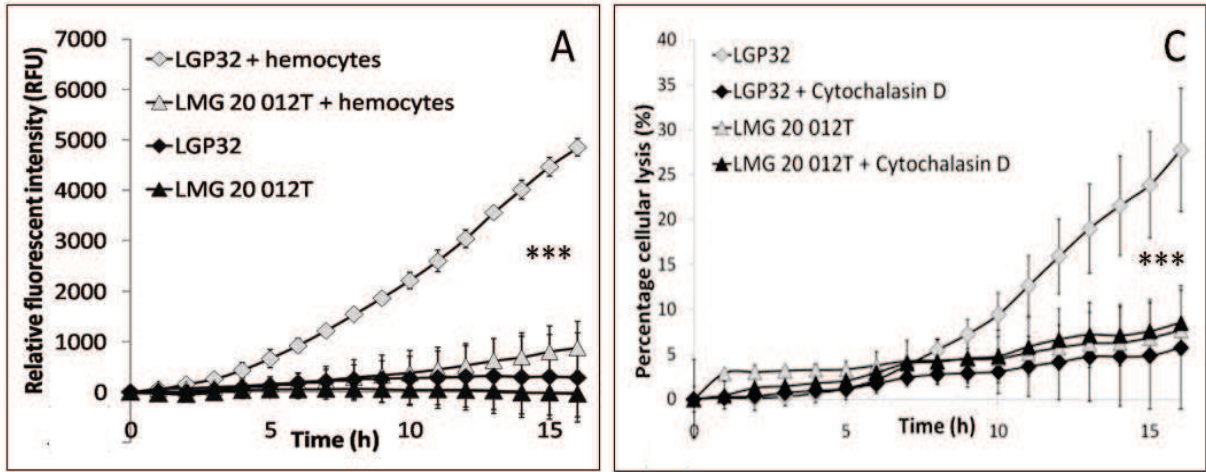 A
Relative fluorescent intensity (RFU)
7000
6000
5000
4000
3000
2000
1000
0
LGP32 + hemocytes
LMG 20 012T + hemocytes
LGP32
LMG 20 012T
***
0
5
10
15
Time (h)
C
Percentage cellular lysis (%)
40
35
30
25
20
15
10
5
0
LGP32
LGP32 + Cytochalasin D
LMG 20 012T
LMG 20 012T + Cytochalasin D
***
0
5
10
15
Time (h)